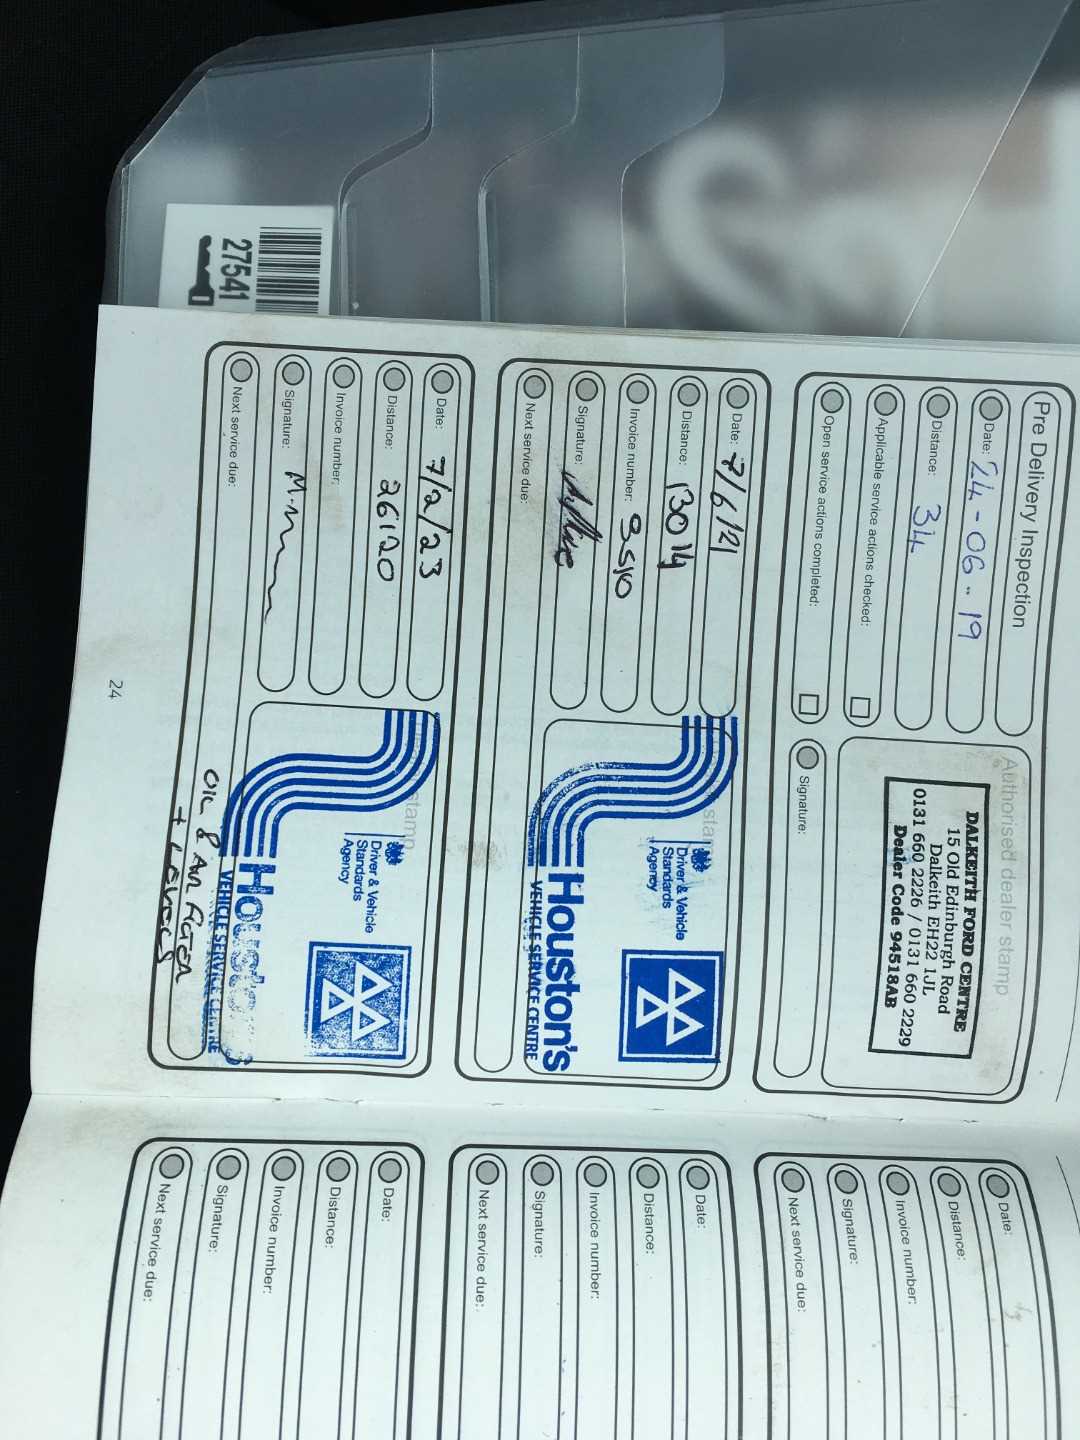 27541
Pre Delivery Inspection
Date: 24-06-19
Distance: 34
Applicable service actions checked:
Open service actions completed:
Authorised dealer stamp
DALKEITH FORD CENTRE
15 Old Edinburgh Road
Dalkeith EH22 1JL
0131 660 2226 / 0131 660 2229
Dealer Code 94518AB
Signature:
Date: 7/6/21
Distance: 13014
Invoice number: 3510
Signature:
Next service due:
stamp
Driver & Vehicle
Standards
Agency
Houston's
VEHICLE SERVICE CENTRE
Date: 7/2/23
Distance: 26120
Invoice number:
Signature:
Next service due:
stamp
Driver & Vehicle
Standards
Agency
Houston's
VEHICLE SERVICE CENTRE
OIL & AIR FILTER
+ LEVELS
24
Date:
Distance:
Invoice number:
Signature:
Next service due:
Date:
Distance:
Invoice number:
Signature:
Next service due:
Date:
Distance:
Invoice number:
Signature:
Next service due: